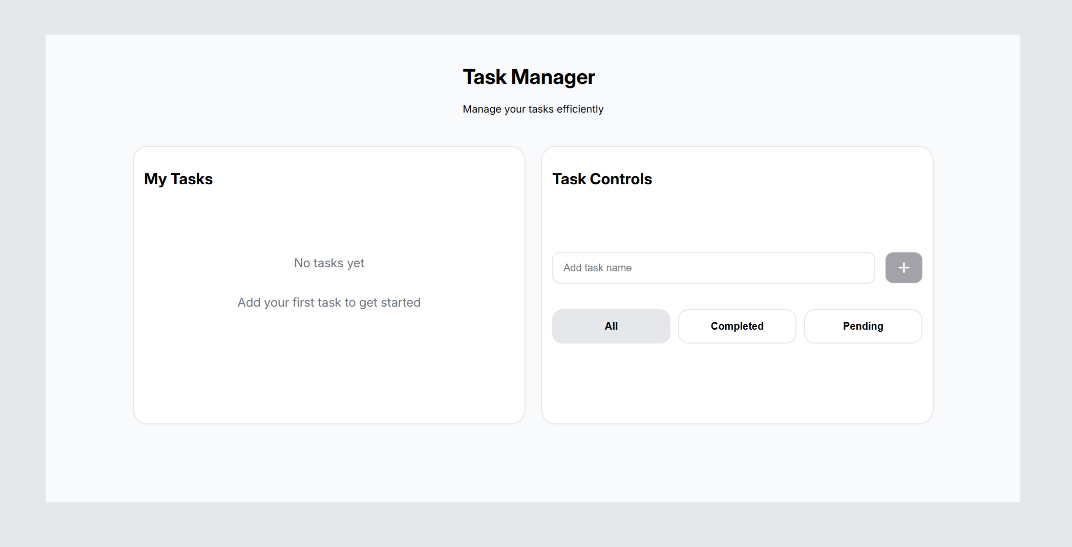 Task Manager
Manage your tasks efficiently
My Tasks
No tasks yet
Add your first task to get started
Task Controls
Add task name
+
All
Completed
Pending